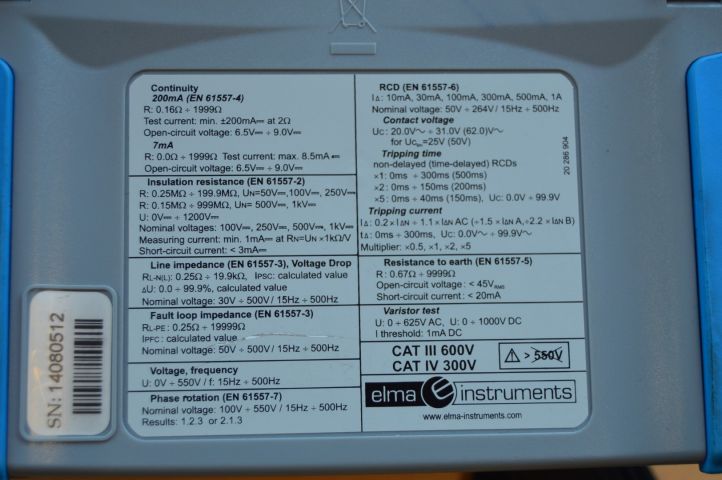 Continuity
200mA (EN 61557-4)
R: 0.16Ω ÷ 1999Ω
Test current: min. ±200mA⎓ at 2Ω
Open-circuit voltage: 6.5V⎓ ÷ 9.0V⎓
7mA
R: 0.0Ω ÷ 1999Ω Test current: max. 8.5mA⎓
Open-circuit voltage: 6.5V⎓ ÷ 9.0V⎓
Insulation resistance (EN 61557-2)
R: 0.25MΩ ÷ 199.9MΩ, UN=50V⎓,100V⎓, 250V⎓
R: 0.15MΩ ÷ 999MΩ, UN= 500V⎓, 1kV⎓
U: 0V⎓ ÷ 1200V⎓
Nominal voltages: 100V⎓, 250V⎓, 500V⎓, 1kV⎓
Measuring current: min. 1mA⎓ at RN=UN ×1kΩ/V
Short-circuit current: < 3mA⎓
Line impedance (EN 61557-3), Voltage Drop
RL-N(L): 0.25Ω ÷ 19.9kΩ, IPSC: calculated value
ΔU: 0.0 ÷ 99.9%, calculated value
Nominal voltage: 30V ÷ 500V / 15Hz ÷ 500Hz
Fault loop impedance (EN 61557-3)
RL-PE: 0.25Ω ÷ 19999Ω
IPFC: calculated value
Nominal voltage: 50V ÷ 500V / 15Hz ÷ 500Hz
Voltage, frequency
U: 0V ÷ 550V / f: 15Hz ÷ 500Hz
Phase rotation (EN 61557-7)
Nominal voltage: 100V ÷ 550V / 15Hz ÷ 500Hz
Results: 1.2.3 or 2.1.3
RCD (EN 61557-6)
IΔ: 10mA, 30mA, 100mA, 300mA, 500mA, 1A
Nominal voltage: 50V ÷ 264V / 15Hz ÷ 500Hz
Contact voltage
UC: 20.0V~ ÷ 31.0V (62.0)V~
for UC=25V (50V)
Tripping time
non-delayed (time-delayed) RCDs
×1: 0ms ÷ 300ms (500ms)
×2: 0ms ÷ 150ms (200ms)
×5 : 0ms ÷ 40ms (150ms), Uc: 0.0V ÷ 99.9V
Tripping current
IΔ: 0.2×IΔN ÷ 1.1×IΔN AC (÷1.5×IΔN A,÷2.2×IΔN B)
tΔ: 0ms ÷ 300ms, Uc: 0.0V~ ÷ 99.9V~
Multiplier: ×0.5, ×1, ×2, ×5
Resistance to earth (EN 61557-5)
R : 0.67Ω ÷ 9999Ω
Open-circuit voltage: < 45VRMS
Short-circuit current: < 20mA
Varistor test
U: 0 ÷ 625V AC, U: 0 ÷ 1000V DC
I threshold: 1mA DC
CAT III 600V
CAT IV 300V
> 550V
elma instruments
www.elma-instruments.com
20 286 904
SN: 14080512